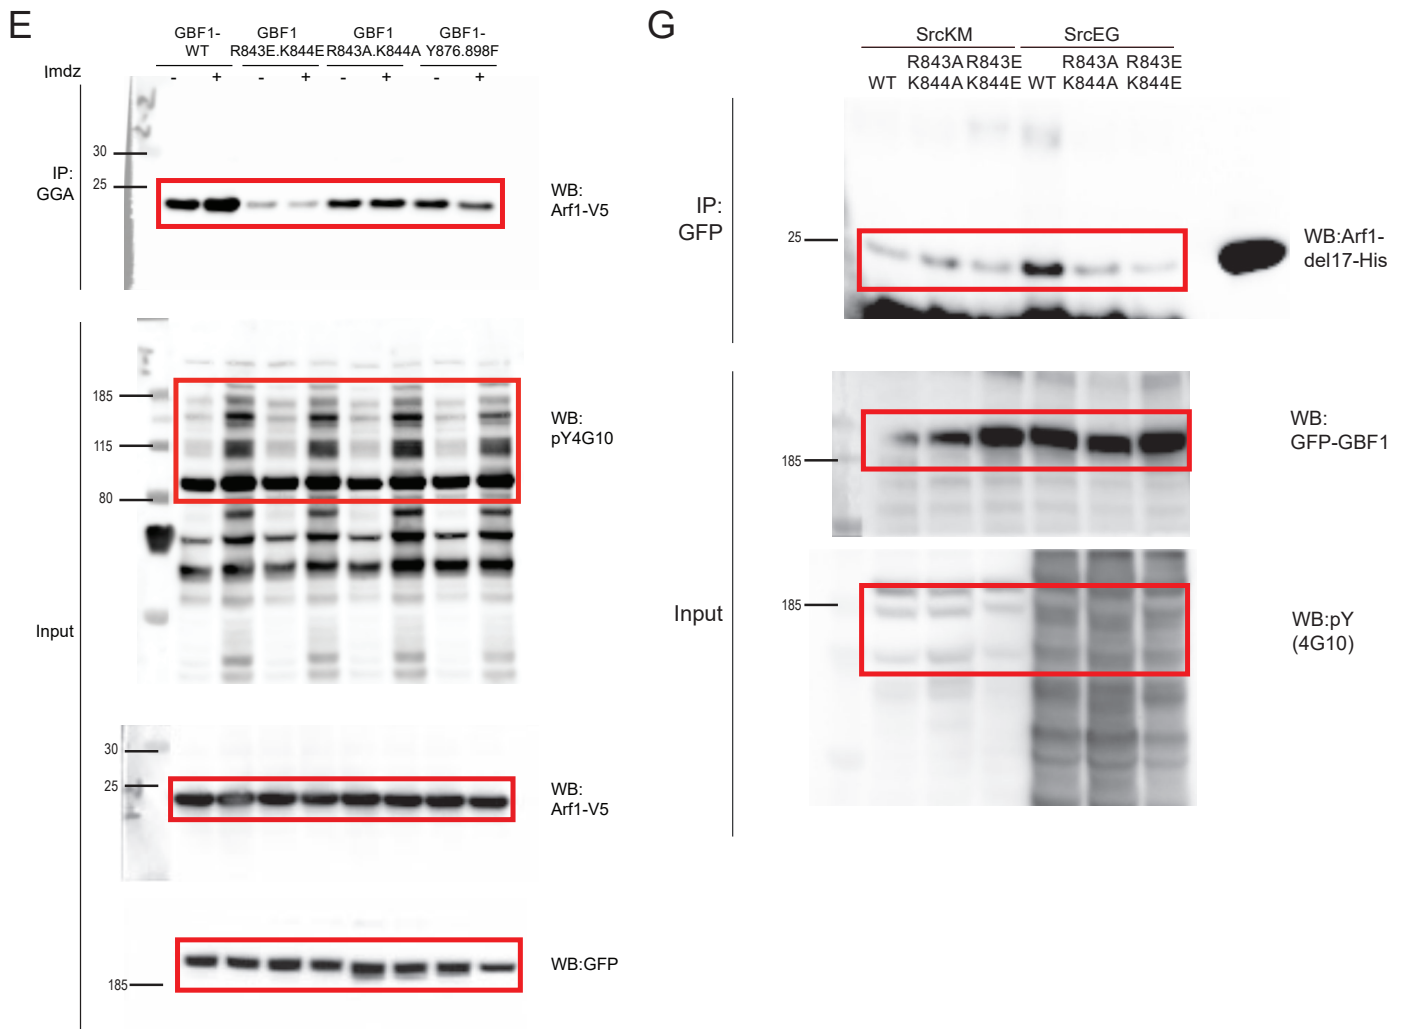 E
GBF1-
WT
GBF1
R843E.K844E
GBF1
R843A.K844A
GBF1-
Y876.898F
Imdz
- + - + - + - +
30
25
IP:
GGA
WB:
Arf1-V5
185
115
80
WB:
pY4G10
Input
30
25
WB:
Arf1-V5
185
WB:GFP
G
SrcKM SrcEG
R843A R843E R843A R843E
WT K844A K844E WT K844A K844E
IP:
GFP
25
WB:Arf1-
del17-His
185
WB:
GFP-GBF1
Input
185
WB:pY
(4G10)